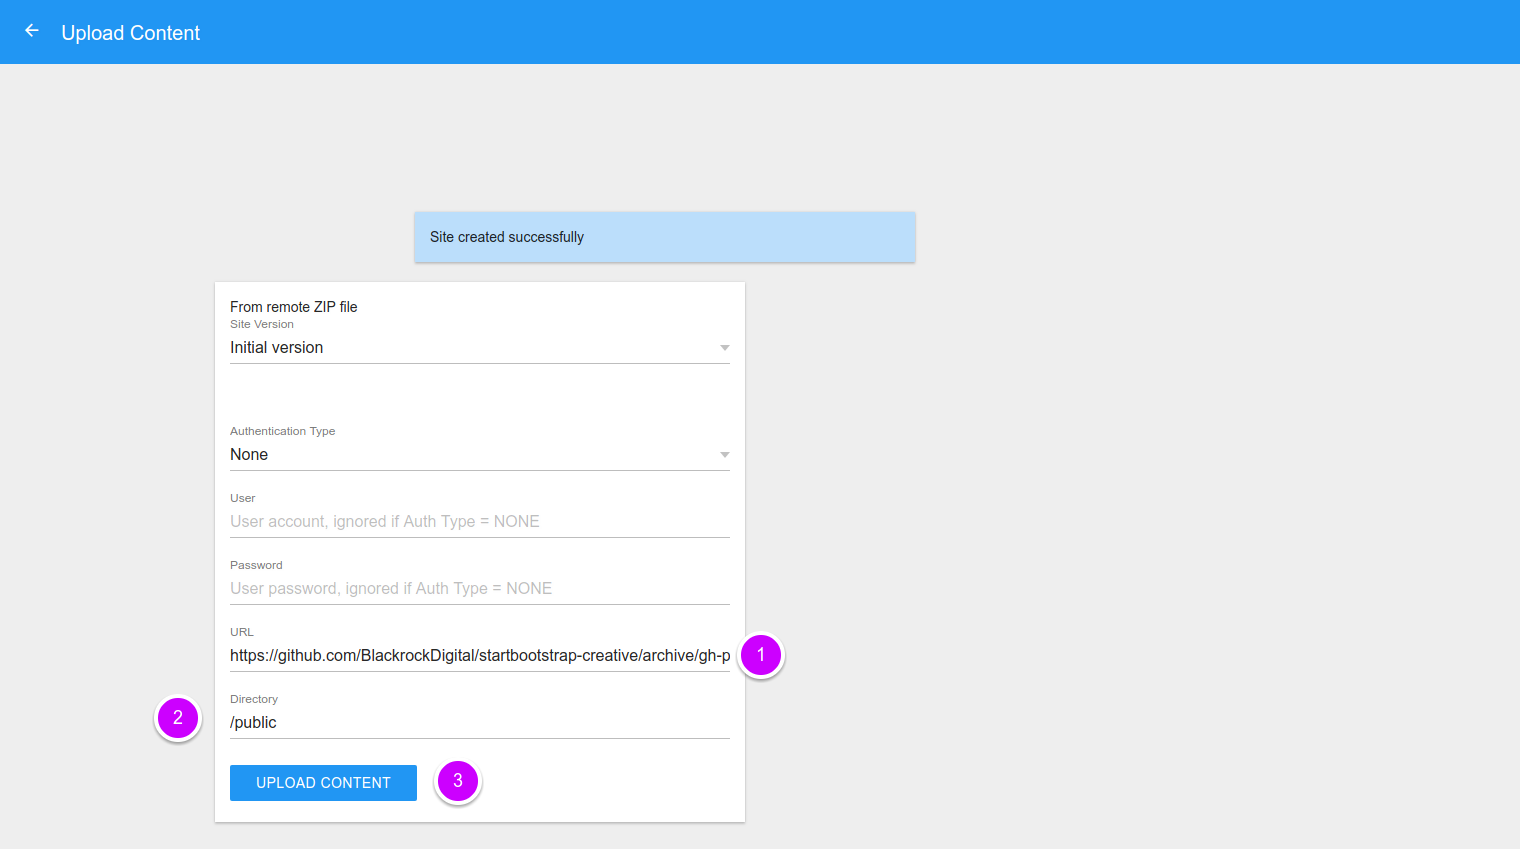 Upload Content
Site created successfully
From remote ZIP file
Site Version
Initial version
Authentication Type
None
User
User account, ignored if Auth Type = NONE
Password
User password, ignored if Auth Type = NONE
URL
https://github.com/BlackrockDigital/startbootstrap-creative/archive/gh-p
1
Directory
2
/public
UPLOAD CONTENT
3